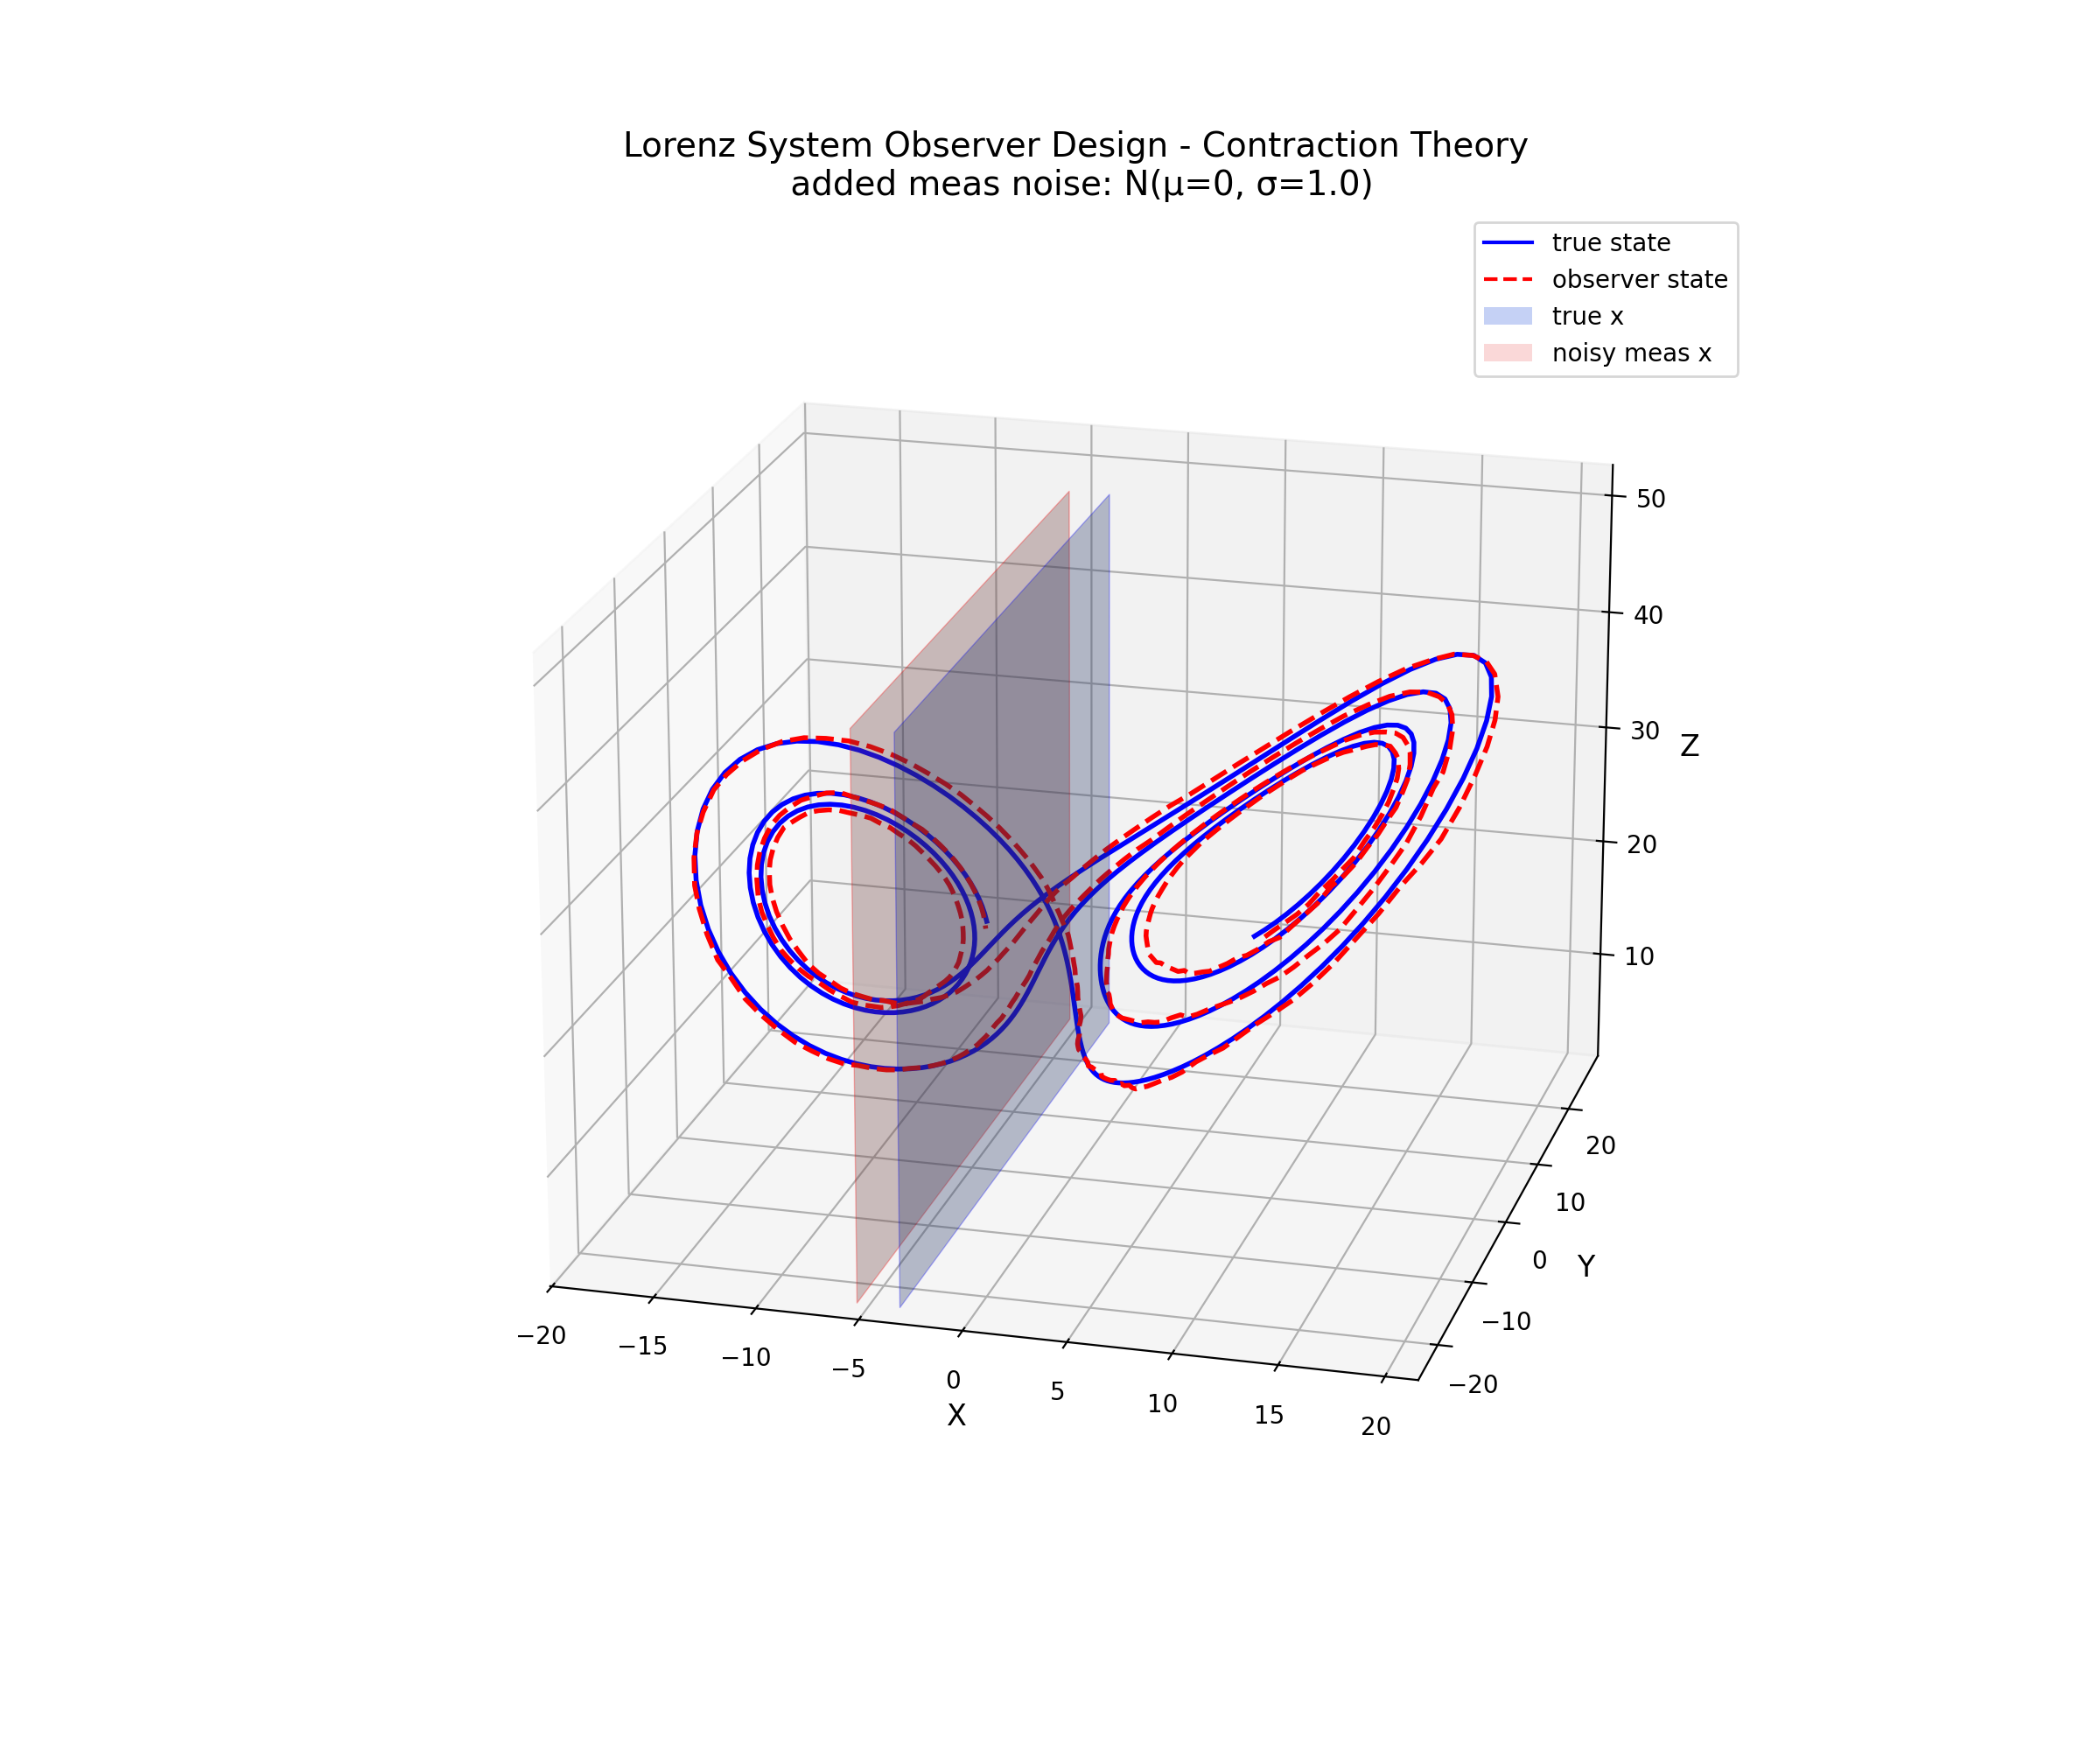 Lorenz System Observer Design - Contraction Theory
added meas noise: N(μ=0, σ=1.0)
true state
observer state
true x
noisy meas x
50
40
30
Z
20
10
20
10
0
Y
−10
−20
−20
−15
−10
−5
0
5
10
15
20
X